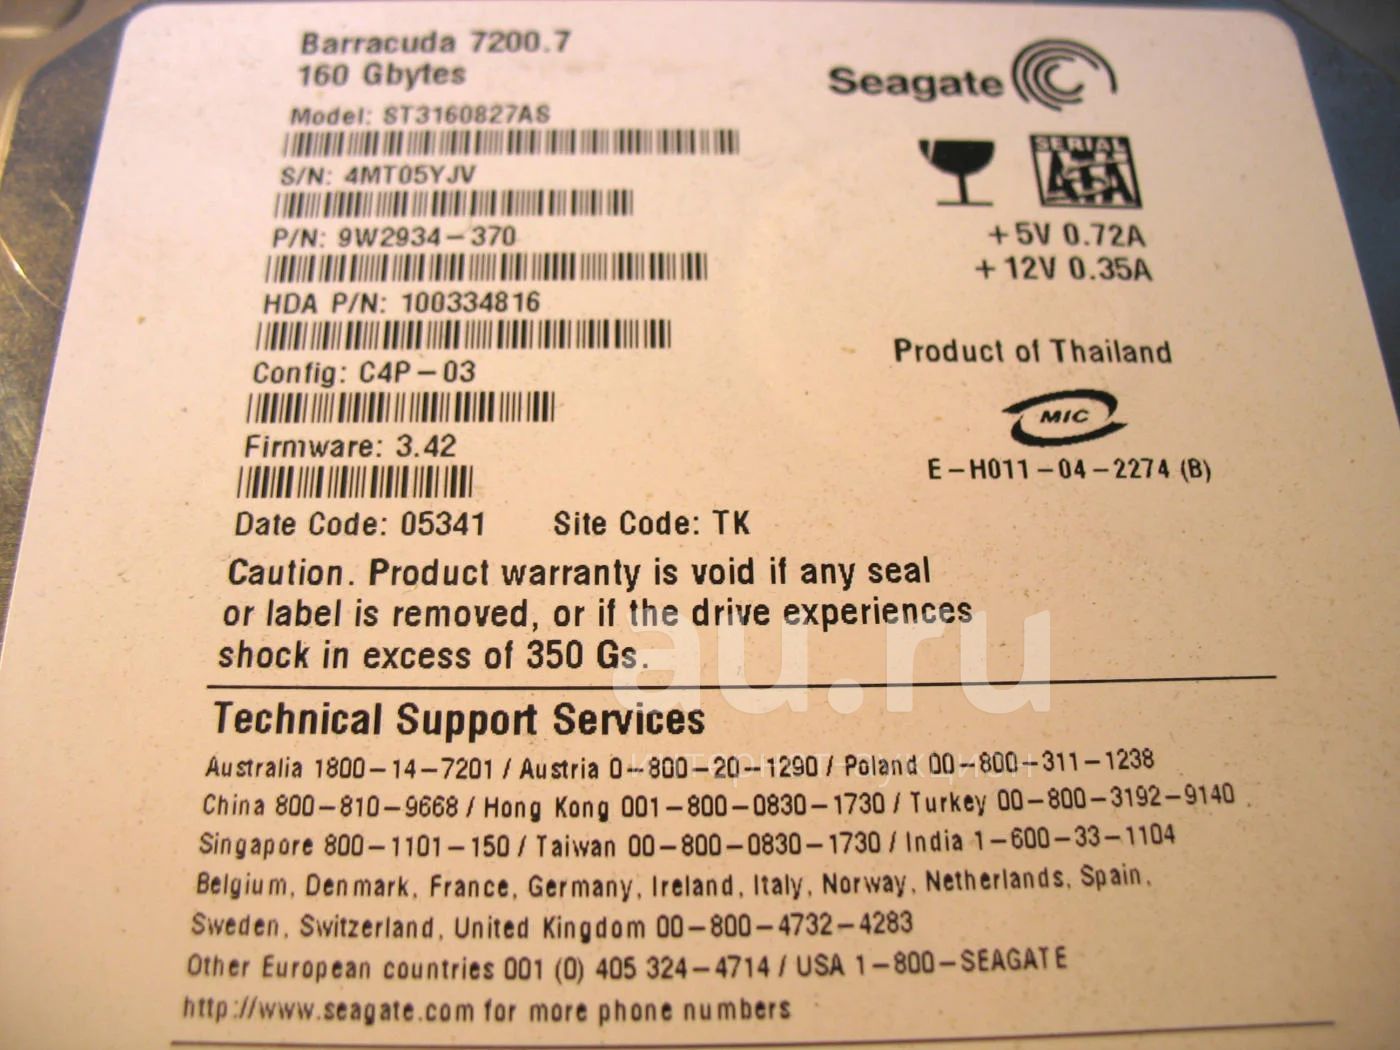 Barracuda 7200.7
160 Gbytes
Seagate
Model: ST3160827AS
SERIAL
ATA
S/N: 4MT05YJV
P/N: 9W2934-370
+5V 0.72A
+12V 0.35A
HDA P/N: 100334816
Product of Thailand
Config: C4P-03
MIC
Firmware: 3.42
E-H011-04-2274 (B)
Date Code: 05341 Site Code: TK
Caution. Product warranty is void if any seal
or label is removed, or if the drive experiences
shock in excess of 350 Gs.
au.ru
интернет-аукцион
Technical Support Services
Australia 1800-14-7201 / Austria 0-800-20-1290 / Poland 00-800-311-1238
China 800-810-9668 / Hong Kong 001-800-0830-1730 / Turkey 00-800-3192-9140
Singapore 800-1101-150 / Taiwan 00-800-0830-1730 / India 1-600-33-1104
Belgium, Denmark, France, Germany, Ireland, Italy, Norway, Netherlands, Spain,
Sweden, Switzerland, United Kingdom 00-800-4732-4283
Other European countries 001 (0) 405 324-4714 / USA 1-800-SEAGATE
http://www.seagate.com for more phone numbers